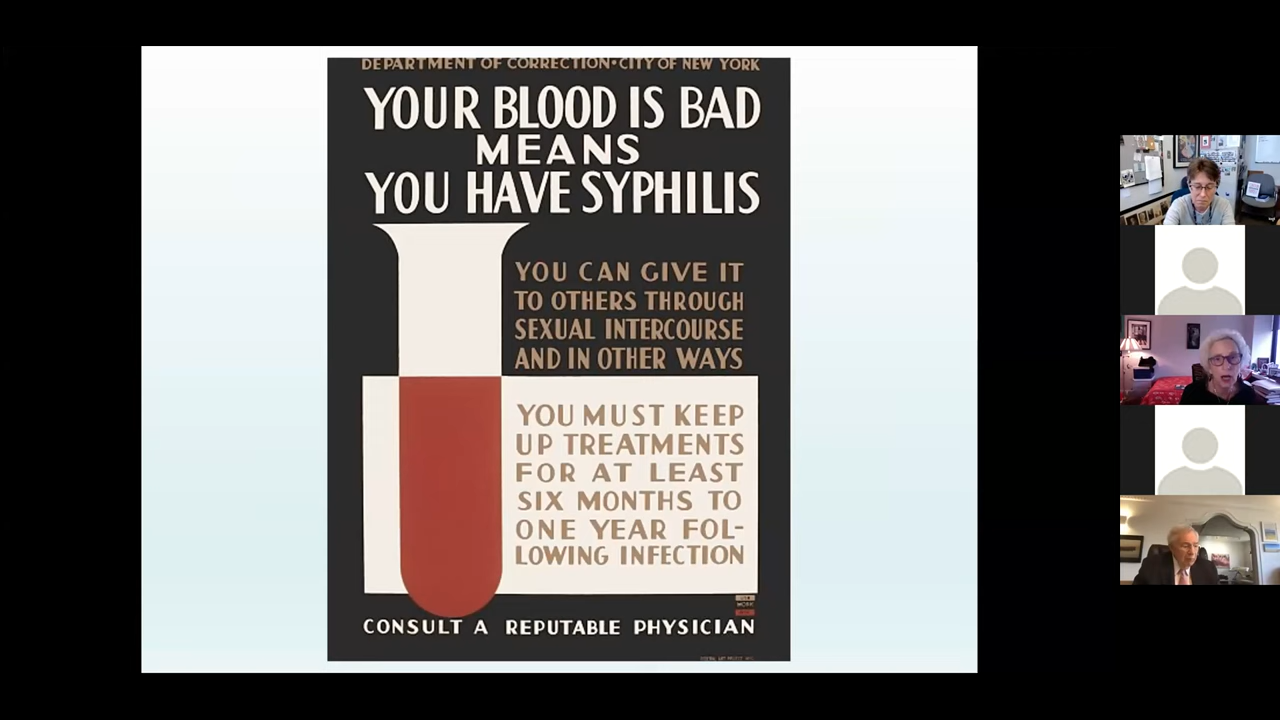 DEPARTMENT OF CORRECTION•CITY OF NEW YORK
YOUR BLOOD IS BAD
MEANS
YOU HAVE SYPHILIS
YOU CAN GIVE IT
TO OTHERS THROUGH
SEXUAL INTERCOURSE
AND IN OTHER WAYS
YOU MUST KEEP
UP TREATMENTS
FOR AT LEAST
SIX MONTHS TO
ONE YEAR FOL-
LOWING INFECTION
CONSULT A REPUTABLE PHYSICIAN